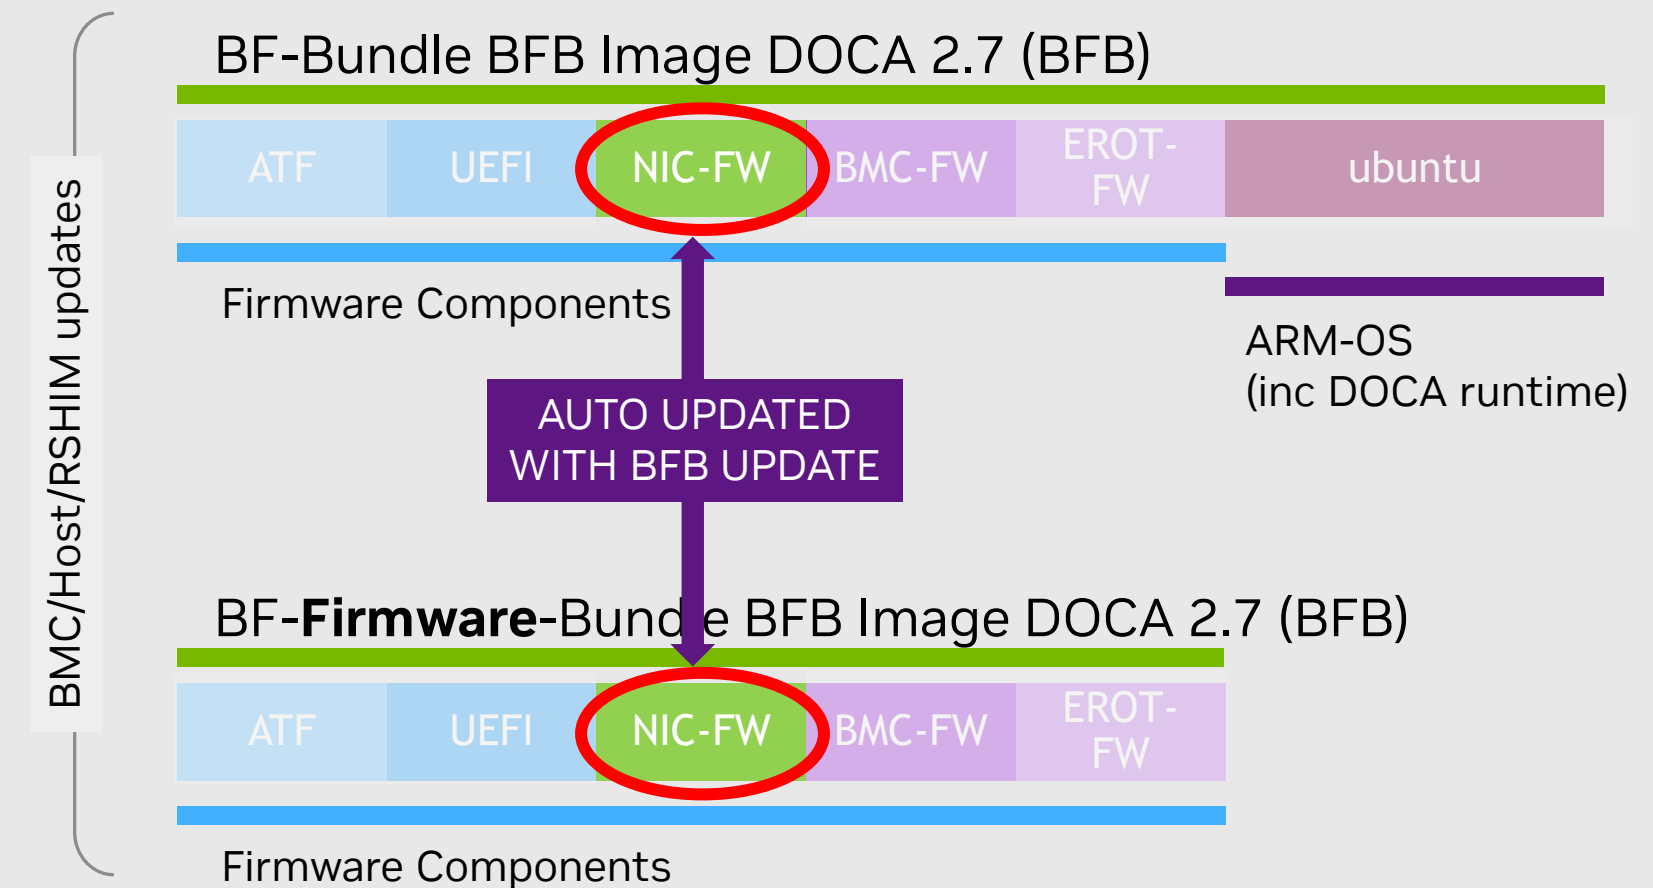 BMC/Host/RSHIM updates
BF-Bundle BFB Image DOCA 2.7 (BFB)
ATF
UEFI
NIC-FW
BMC-FW
EROT-
FW
ubuntu
Firmware Components
ARM-OS
(inc DOCA runtime)
AUTO UPDATED
WITH BFB UPDATE
BF-Firmware-Bundle BFB Image DOCA 2.7 (BFB)
ATF
UEFI
NIC-FW
BMC-FW
EROT-
FW
Firmware Components